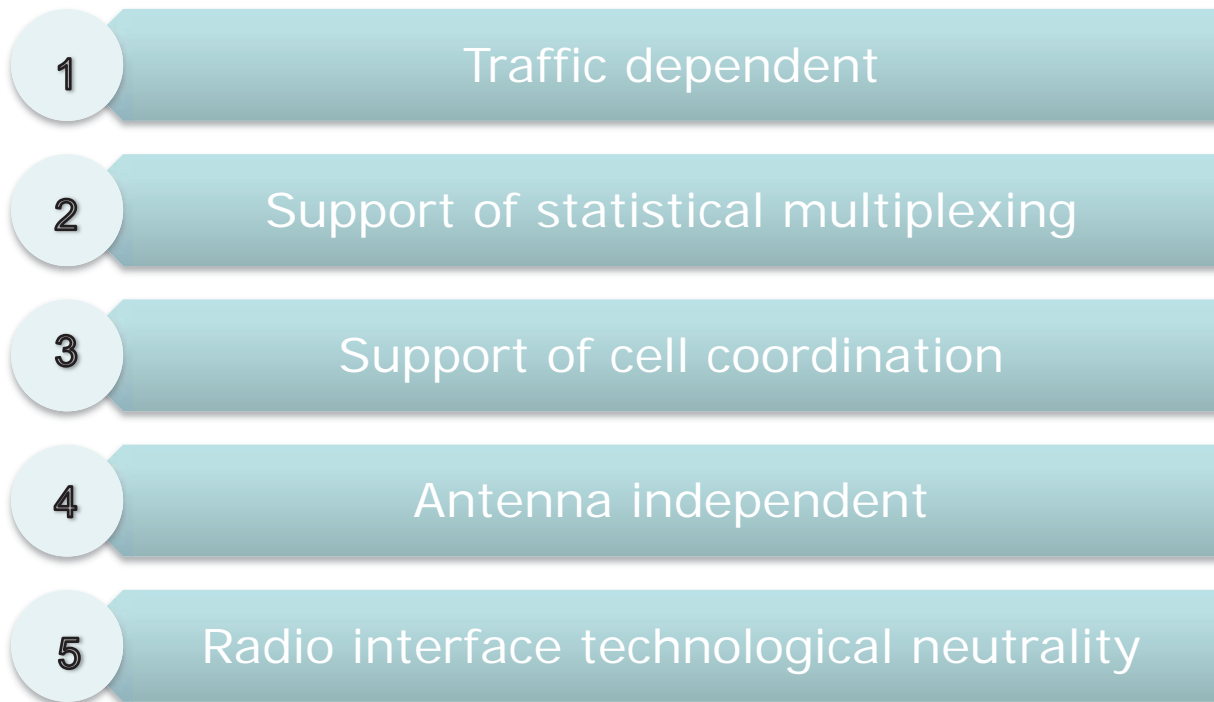 1
Traffic dependent
2
Support of statistical multiplexing
3
Support of cell coordination
4
Antenna independent
5
Radio interface technological neutrality